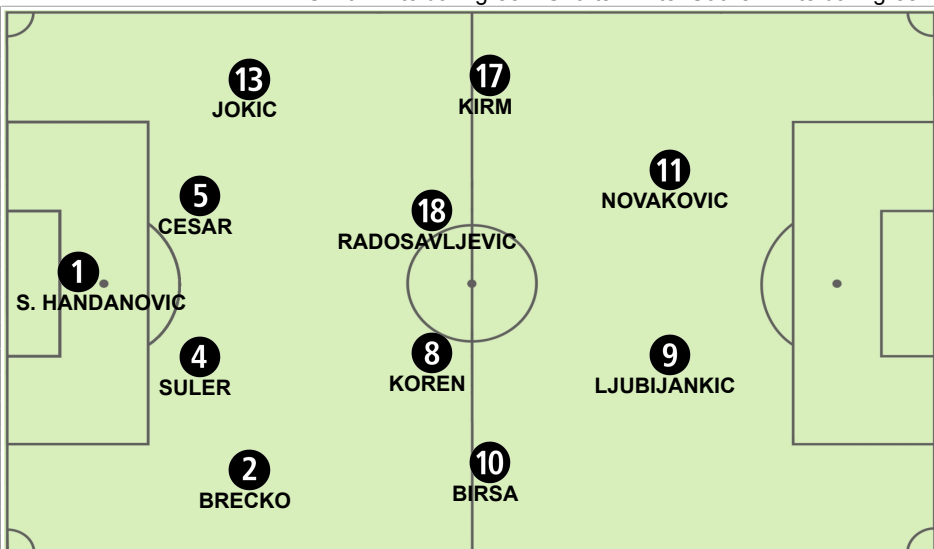 13
JOKIC
17
KIRM
11
NOVAKOVIC
5
CESAR
18
RADOSAVLJEVIC
1
S. HANDANOVIC
4
SULER
8
KOREN
9
LJUBIJANKIC
2
BRECKO
10
BIRSA